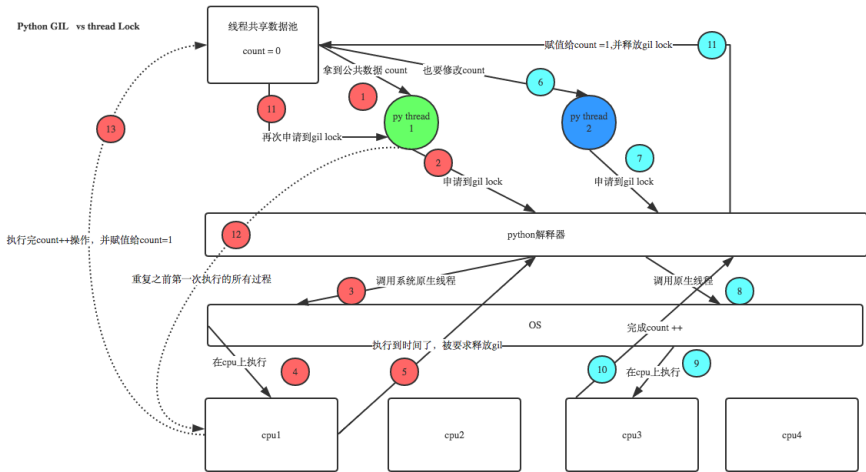 Python GIL vs thread Lock
线程共享数据池
count = 0
赋值给count =1,并释放gil lock
11
拿到公共数据 count
也要修改count
1
6
11
13
py thread
1
py thread
2
再次申请到gil lock
2
7
申请到gil lock
申请到gil lock
12
python解释器
执行完count++操作，并赋值给count=1
重复之前第一次执行的所有过程
3
调用系统原生线程
调用原生线程
8
OS
完成count ++
执行到时间了，被要求释放gil
在cpu上执行
4
5
10
在cpu上执行
9
cpu1
cpu2
cpu3
cpu4